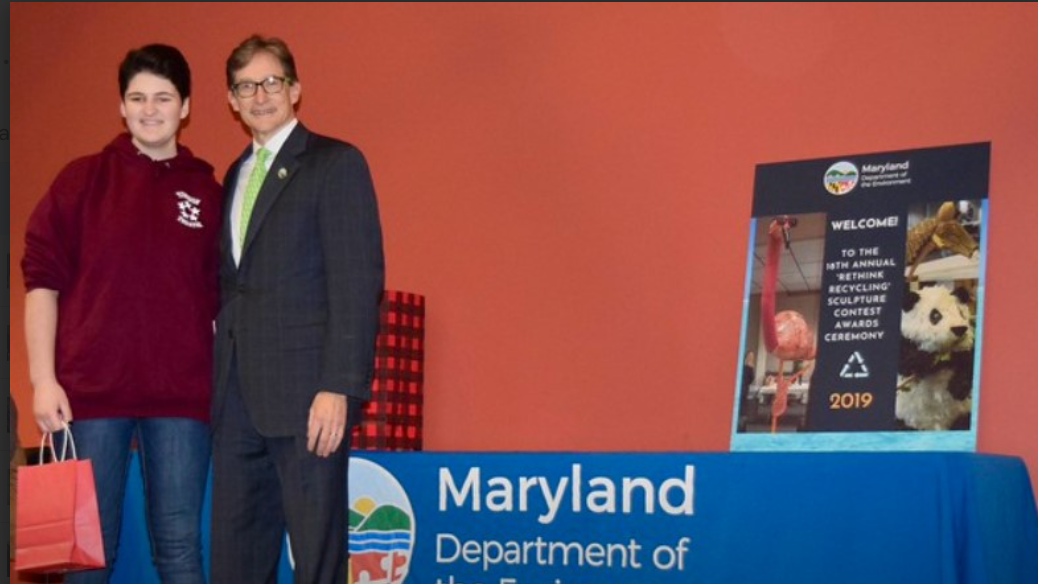 Maryland
Department of
the Environment
WELCOME!
TO THE
18TH ANNUAL
'RETHINK
RECYCLING'
SCULPTURE
CONTEST
AWARDS
CEREMONY
2019
Maryland
Department of